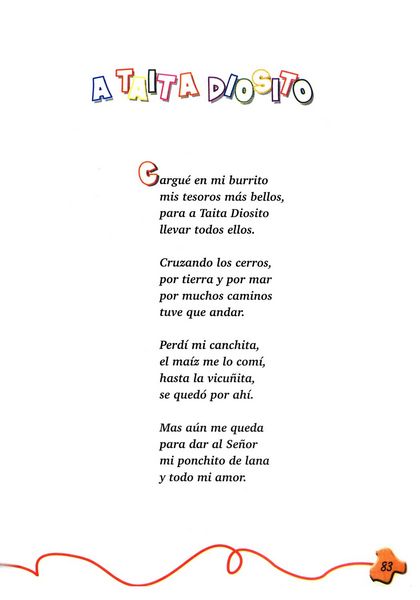 A TAITA DIOSITO
Cargué en mi burrito
mis tesoros más bellos,
para a Taita Diosito
llevar todos ellos.
Cruzando los cerros,
por tierra y por mar
por muchos caminos
tuve que andar.
Perdí mi canchita,
el maíz me lo comí,
hasta la vicuñita,
se quedó por ahí.
Mas aún me queda
para dar al Señor
mi ponchito de lana
y todo mi amor.
83